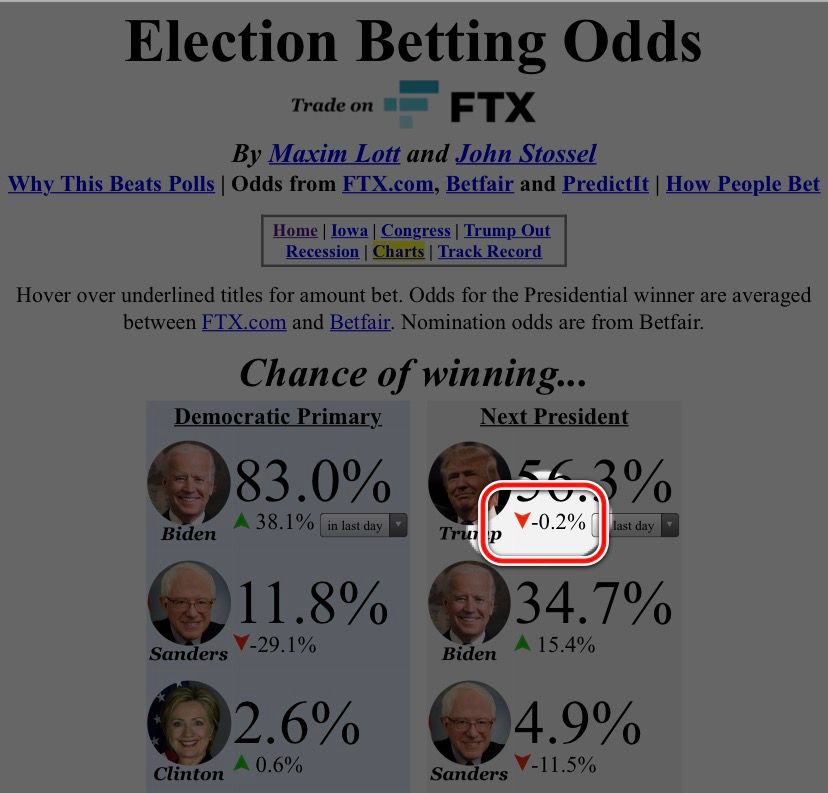 Election Betting Odds
Trade on FTX
By Maxim Lott and John Stossel
Why This Beats Polls | Odds from FTX.com, Betfair and PredictIt | How People Bet
Home | Iowa | Congress | Trump Out
Recession | Charts | Track Record
Hover over underlined titles for amount bet. Odds for the Presidential winner are averaged
between FTX.com and Betfair. Nomination odds are from Betfair.
Chance of winning...
Democratic Primary
83.0%
38.1% in last day
Biden
11.8%
-29.1%
Sanders
2.6%
0.6%
Clinton
Next President
56.3%
-0.2% last day
Trump
34.7%
15.4%
Biden
4.9%
-11.5%
Sanders